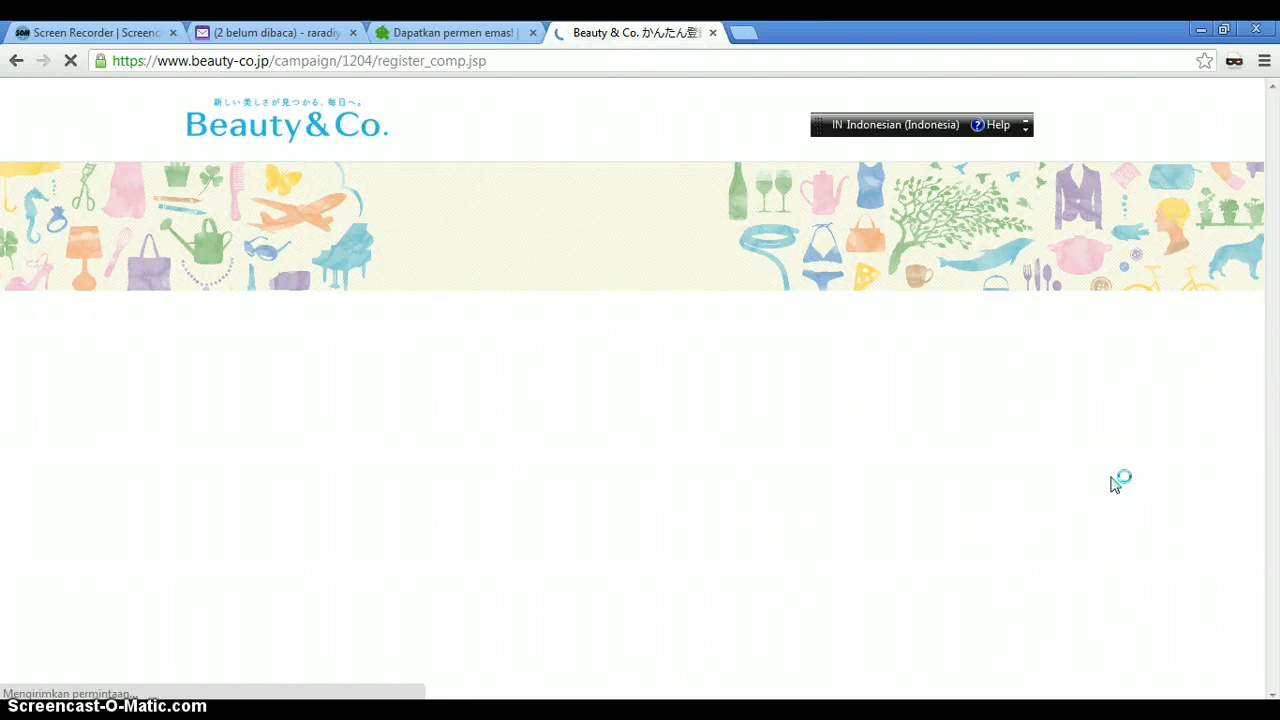 Screen Recorder | Screenc
(2 belum dibaca) - raradiy
Dapatkan permen emas! |
Beauty & Co. かんたん登
https://www.beauty-co.jp/campaign/1204/register_comp.jsp
新しい美しさが見つかる、毎日へ。
Beauty & Co.
IN Indonesian (Indonesia) ? Help
Mengirimkan permintaan...
Screencast-O-Matic.com